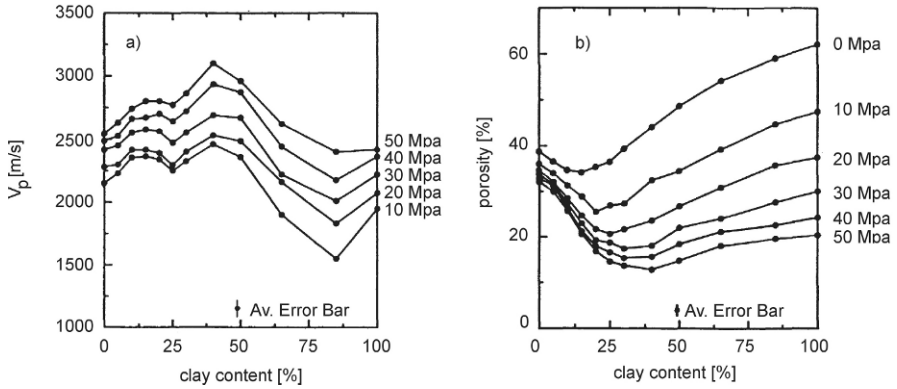 3500
3000
2500
2000
1500
1000
Vp[m/s]
a)
50 Mpa
40 Mpa
30 Mpa
20 Mpa
10 Mpa
Av. Error Bar
0
25
50
75
100
clay content [%]
60
40
20
0
porosity [%]
b)
0 Mpa
10 Mpa
20 Mpa
30 Mpa
40 Mpa
50 Mpa
Av. Error Bar
0
25
50
75
100
clay content [%]